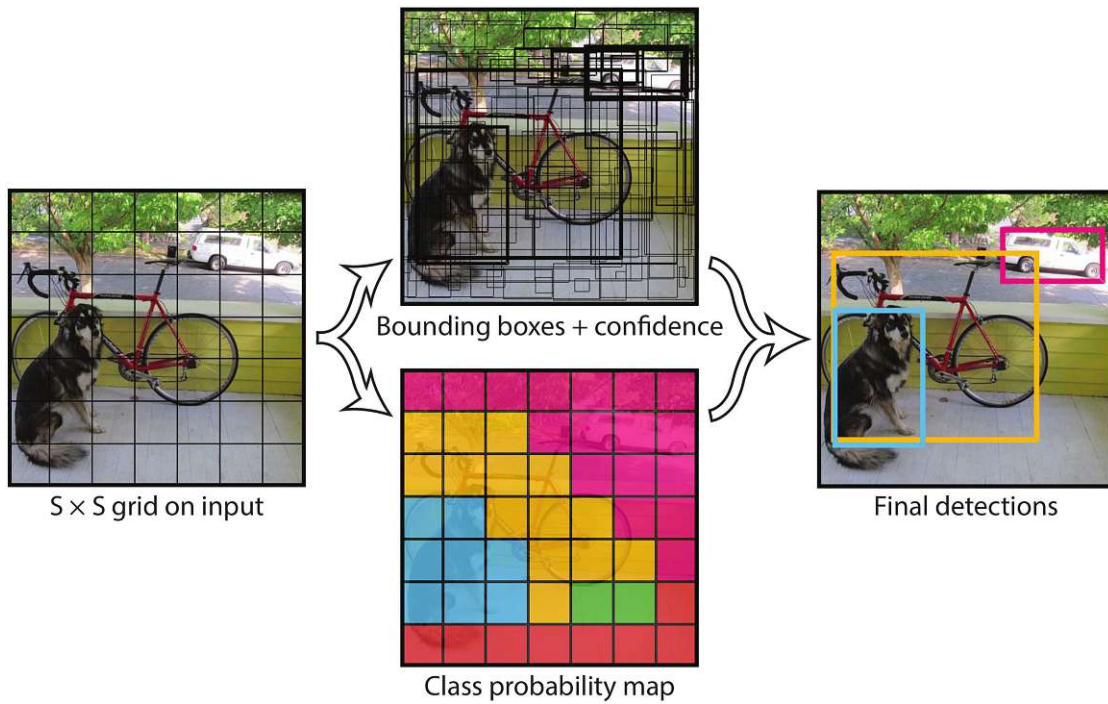 S × S grid on input
Bounding boxes + confidence
Class probability map
Final detections